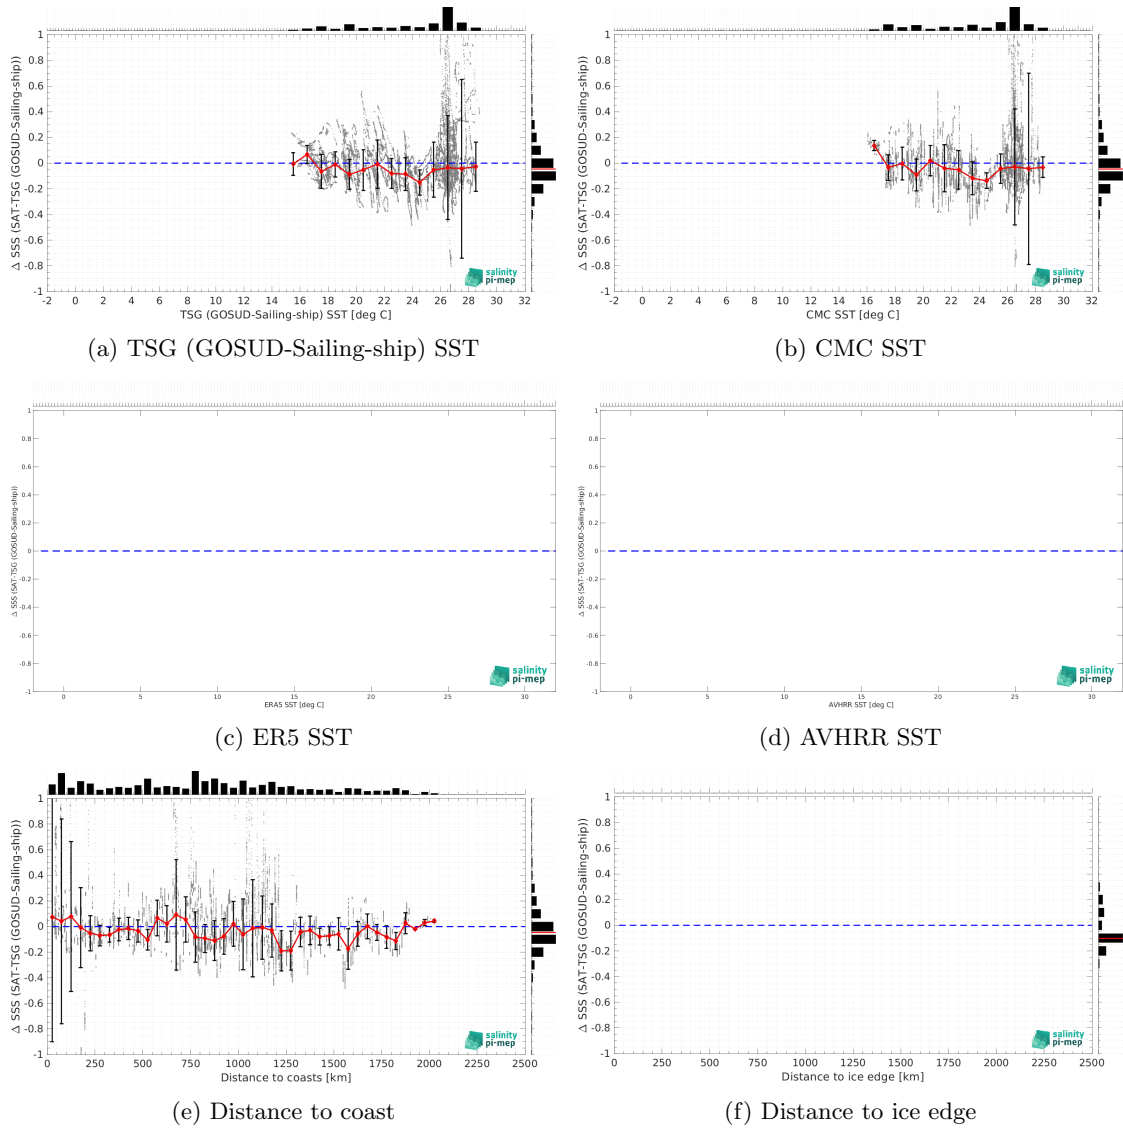 1
0.8
0.6
0.4
0.2
0
-0.2
-0.4
-0.6
-0.8
-1
Δ SSS (SAT-TSG (GOSUD-Sailing-ship))
-2 0 2 4 6 8 10 12 14 16 18 20 22 24 26 28 30 32
TSG (GOSUD-Sailing-ship) SST [deg C]
salinity
pi-mep
(a) TSG (GOSUD-Sailing-ship) SST
1
0.8
0.6
0.4
0.2
0
-0.2
-0.4
-0.6
-0.8
-1
Δ SSS (SAT-TSG (GOSUD-Sailing-ship))
-2 0 2 4 6 8 10 12 14 16 18 20 22 24 26 28 30 32
CMC SST [deg C]
salinity
pi-mep
(b) CMC SST
1
0.8
0.6
0.4
0.2
0
-0.2
-0.4
-0.6
-0.8
-1
Δ SSS (SAT-TSG (GOSUD-Sailing-ship))
0 5 10 15 20 25 30
ERA5 SST [deg C]
salinity
pi-mep
(c) ER5 SST
1
0.8
0.6
0.4
0.2
0
-0.2
-0.4
-0.6
-0.8
-1
Δ SSS (SAT-TSG (GOSUD-Sailing-ship))
0 5 10 15 20 25 30
AVHRR SST [deg C]
salinity
pi-mep
(d) AVHRR SST
1
0.8
0.6
0.4
0.2
0
-0.2
-0.4
-0.6
-0.8
-1
Δ SSS (SAT-TSG (GOSUD-Sailing-ship))
0 250 500 750 1000 1250 1500 1750 2000 2250 2500
Distance to coasts [km]
salinity
pi-mep
(e) Distance to coast
1
0.8
0.6
0.4
0.2
0
-0.2
-0.4
-0.6
-0.8
-1
Δ SSS (SAT-TSG (GOSUD-Sailing-ship))
0 250 500 750 1000 1250 1500 1750 2000 2250 2500
Distance to ice edge [km]
salinity
pi-mep
(f) Distance to ice edge